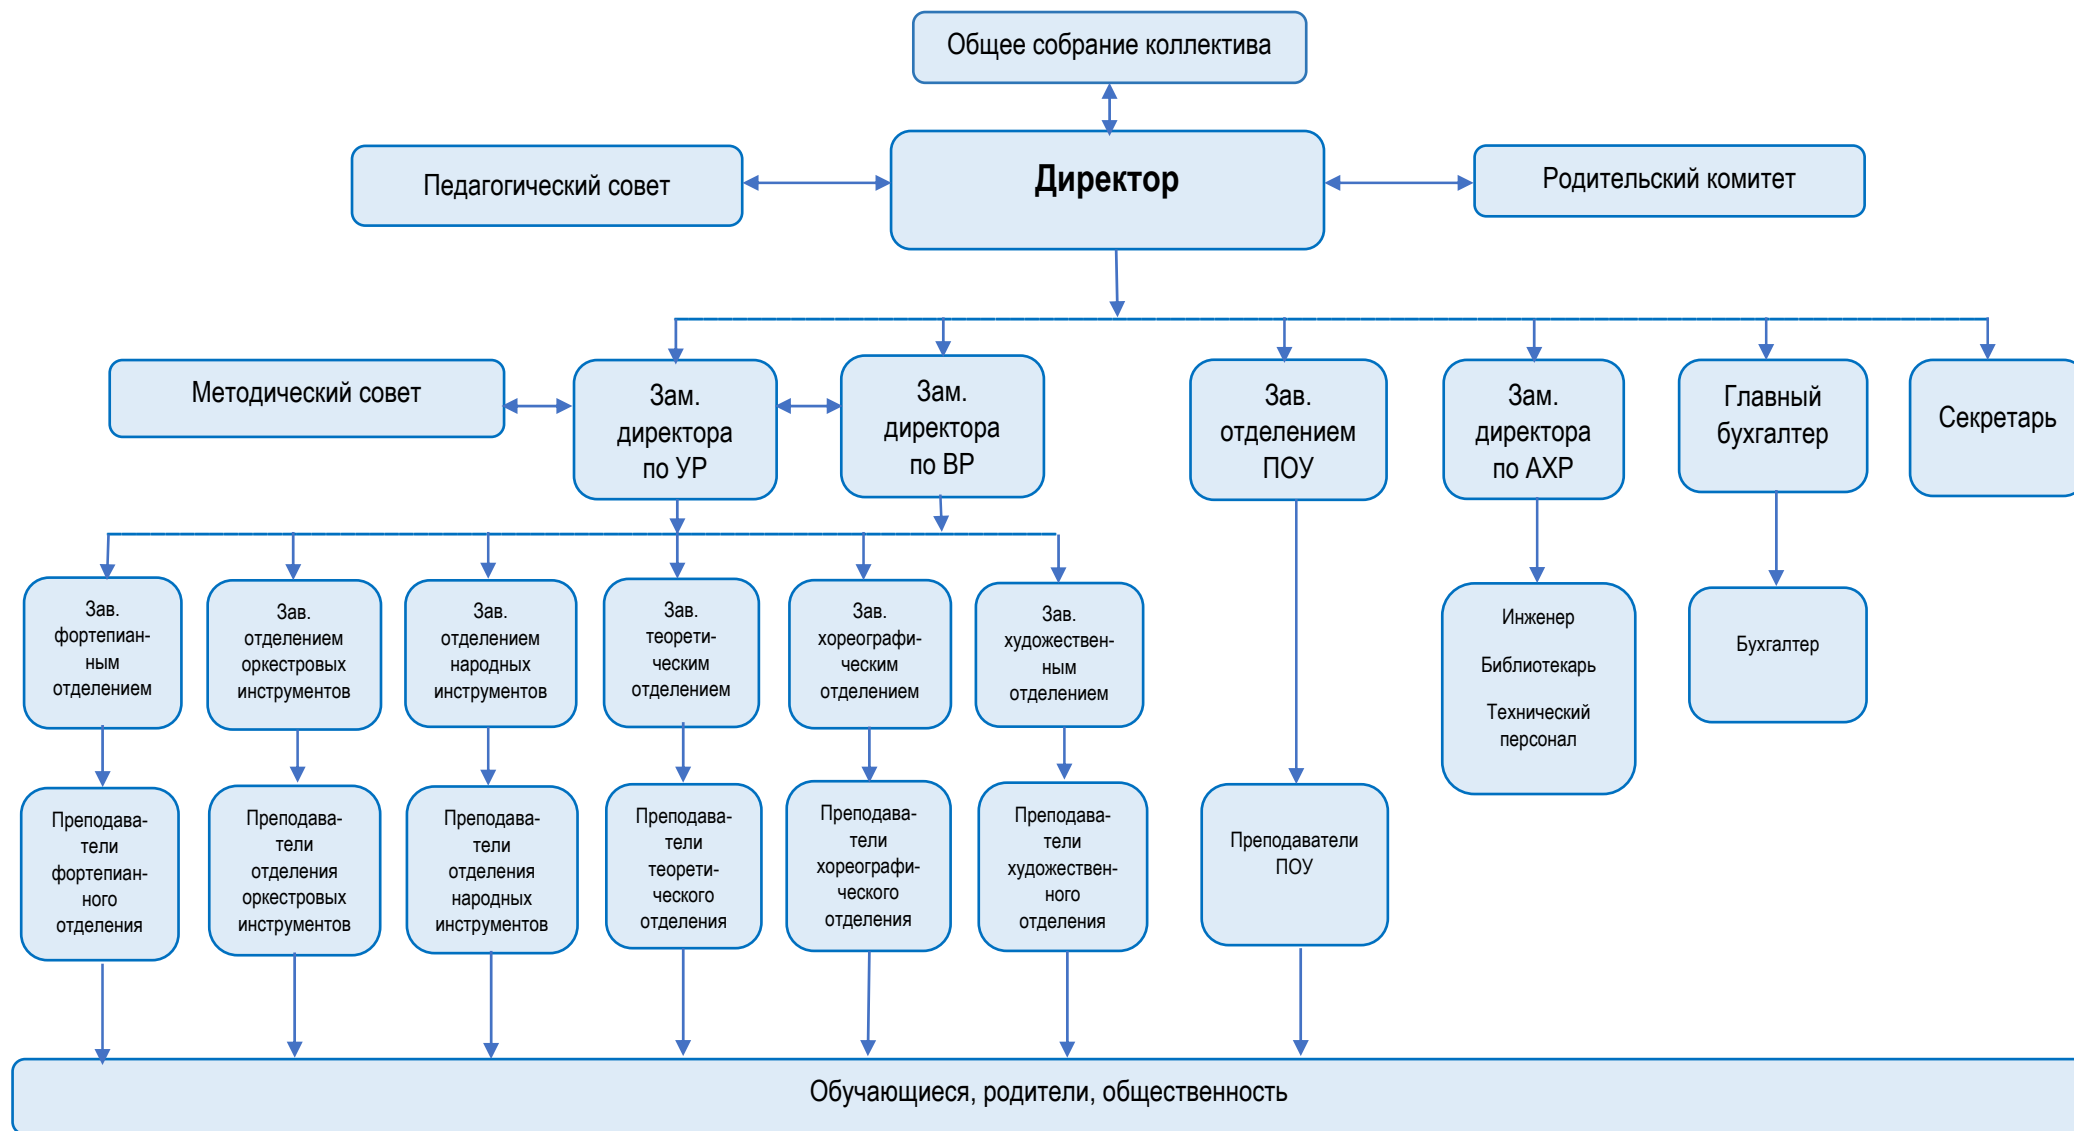 Общее собрание коллектива
Педагогический совет
Директор
Родительский комитет
Методический совет
Зам.
директора
по УР
Зам.
директора
по ВР
Зав.
отделением
ПОУ
Зам.
директора
по АХР
Главный
бухгалтер
Секретарь
Зав.
фортепиан-
ным
отделением
Зав.
отделением
оркестровых
инструментов
Зав.
отделением
народных
инструментов
Зав.
теорети-
ческим
отделением
Зав.
хореографи-
ческим
отделением
Зав.
художествен-
ным
отделением
Инженер
Библиотекарь
Технический
персонал
Бухгалтер
Преподава-
тели
фортепиан-
ного
отделения
Преподава-
тели
отделения
оркестровых
инструментов
Преподава-
тели
отделения
народных
инструментов
Преподава-
тели
теорети-
ческого
отделения
Преподава-
тели
хореографи-
ческого
отделения
Преподава-
тели
художествен-
ного
отделения
Преподаватели
ПОУ
Обучающиеся, родители, общественность